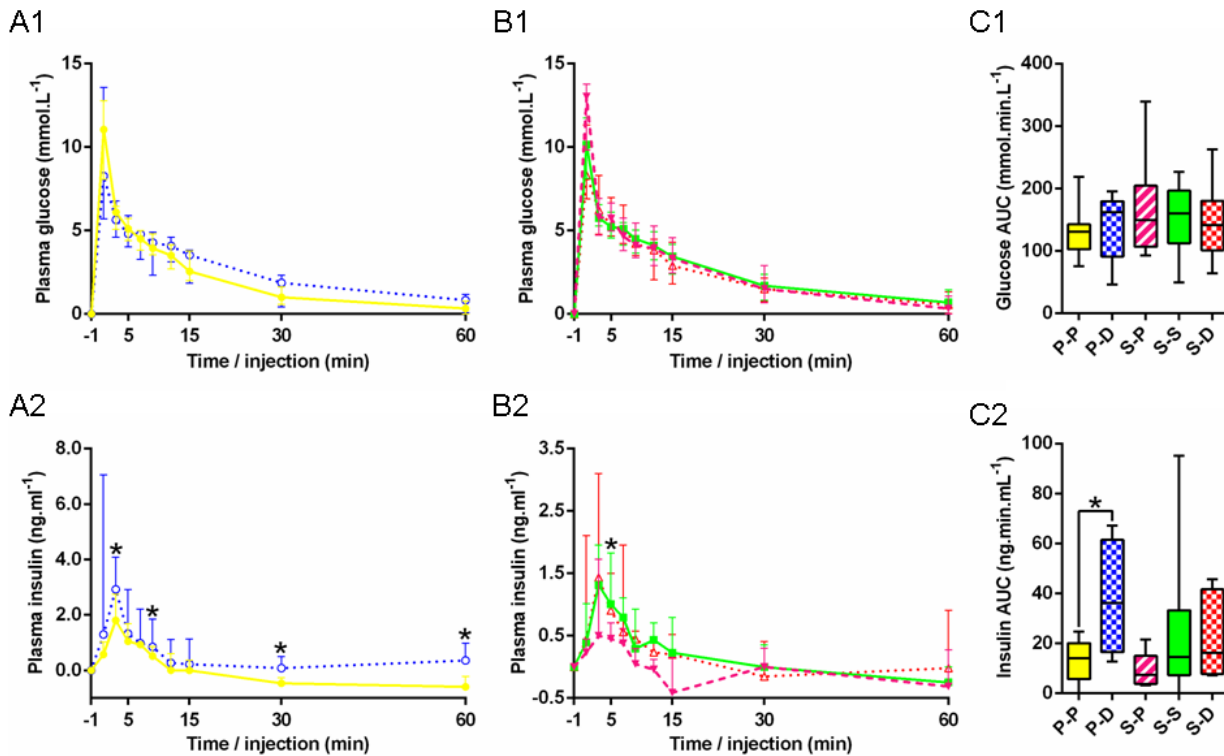 A1
B1
C1
Plasma glucose (mmol.L-1)
15
10
5
0
-1 5 15 30 60
Time / injection (min)
Plasma glucose (mmol.L-1)
15
10
5
0
-1 5 15 30 60
Time / injection (min)
Glucose AUC (mmol.min.L-1)
400
300
200
100
0
P-P P-D S-P S-S S-D
A2
B2
C2
Plasma insulin (ng.ml-1)
8.0
6.0
4.0
2.0
0.0
* * * *
-1 5 15 30 60
Time / injection (min)
Plasma insulin (ng.ml-1)
3.5
2.5
1.5
0.5
-0.5
*
-1 5 15 30 60
Time / injection (min)
Insulin AUC (ng.min.mL-1)
100
80
60
40
20
0
*
P-P P-D S-P S-S S-D